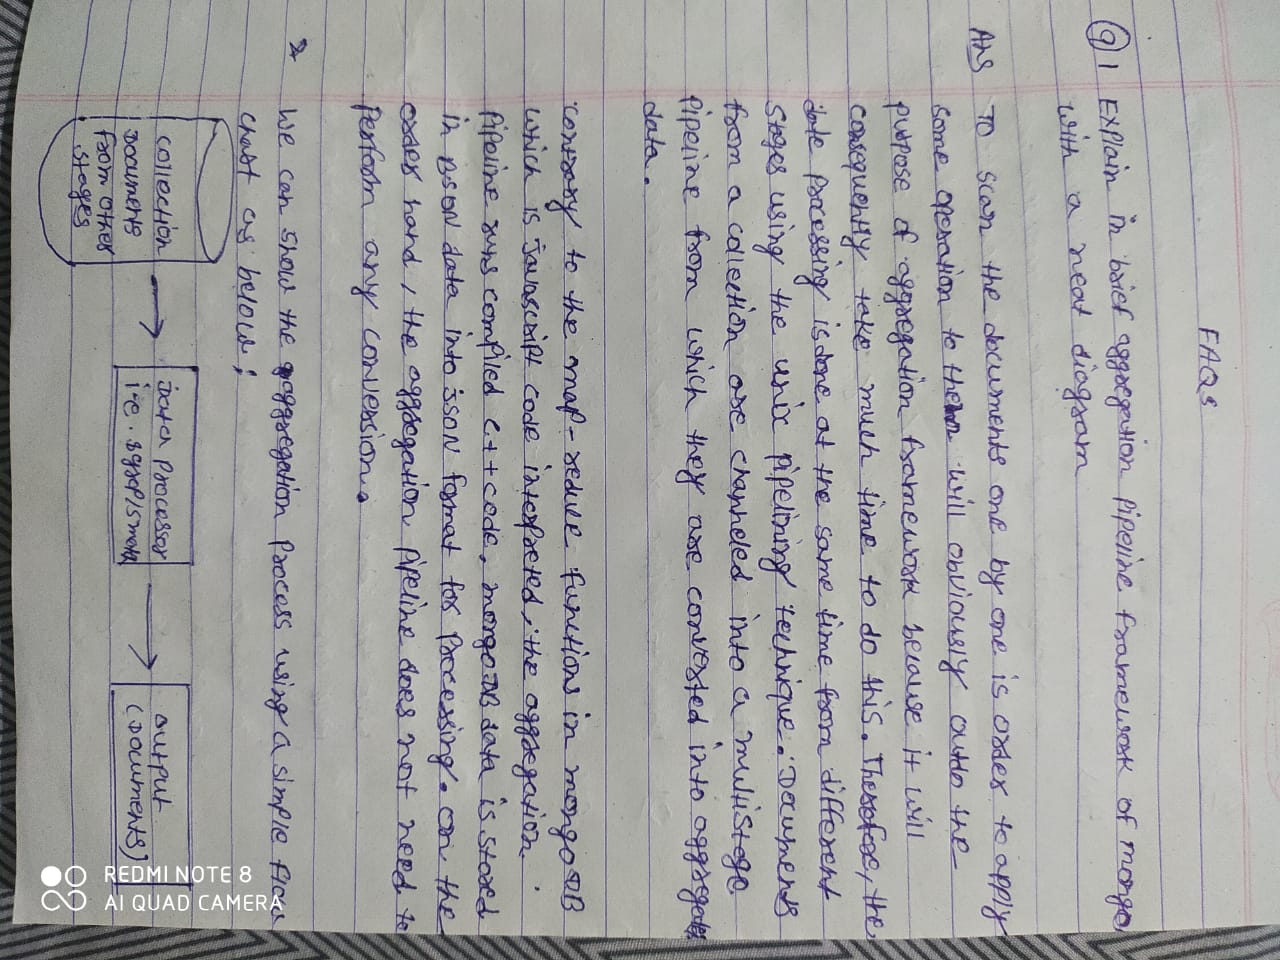 FAQS
Q1 Explain in brief aggregation pipeline framework of mongo
with a neat diagram
Ans To scan the documents one by one is order to apply
some operation to them will obviously outdo the
purpose of aggregation framework because it will
consequently take much time to do this. Therefore, the
date processing is done at the same time from different
stages using the unix pipelining technique. Documents
from a collection are channeled into a multistage
pipeline from which they are converted into
data.
contrary to the map-reduce functions in mongoDB
which is javascript code interpreted, the aggregation
pipeline runs compiled c++ code, mongoDB data is stored
in BSON data into JSON format for processing. on the
order hand, the aggregation pipeline does not need to
perform any conversion.
2 We can show the aggregation process using a simple flow
chart as below:
collection
Documents
from other
stages
Data processor
i.e.
output
(Documents)
REDMI NOTE 8
AI QUAD CAMERA